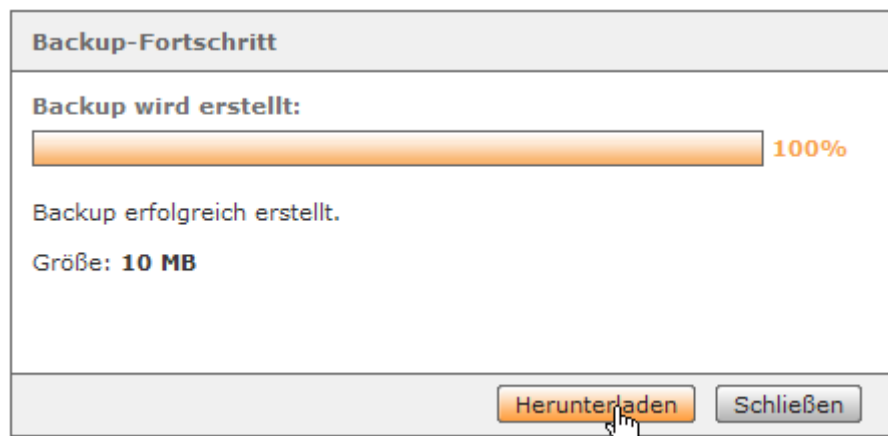 Backup-Fortschritt
Backup wird erstellt:
100%
Backup erfolgreich erstellt.
Größe: 10 MB
Herunterladen Schließen